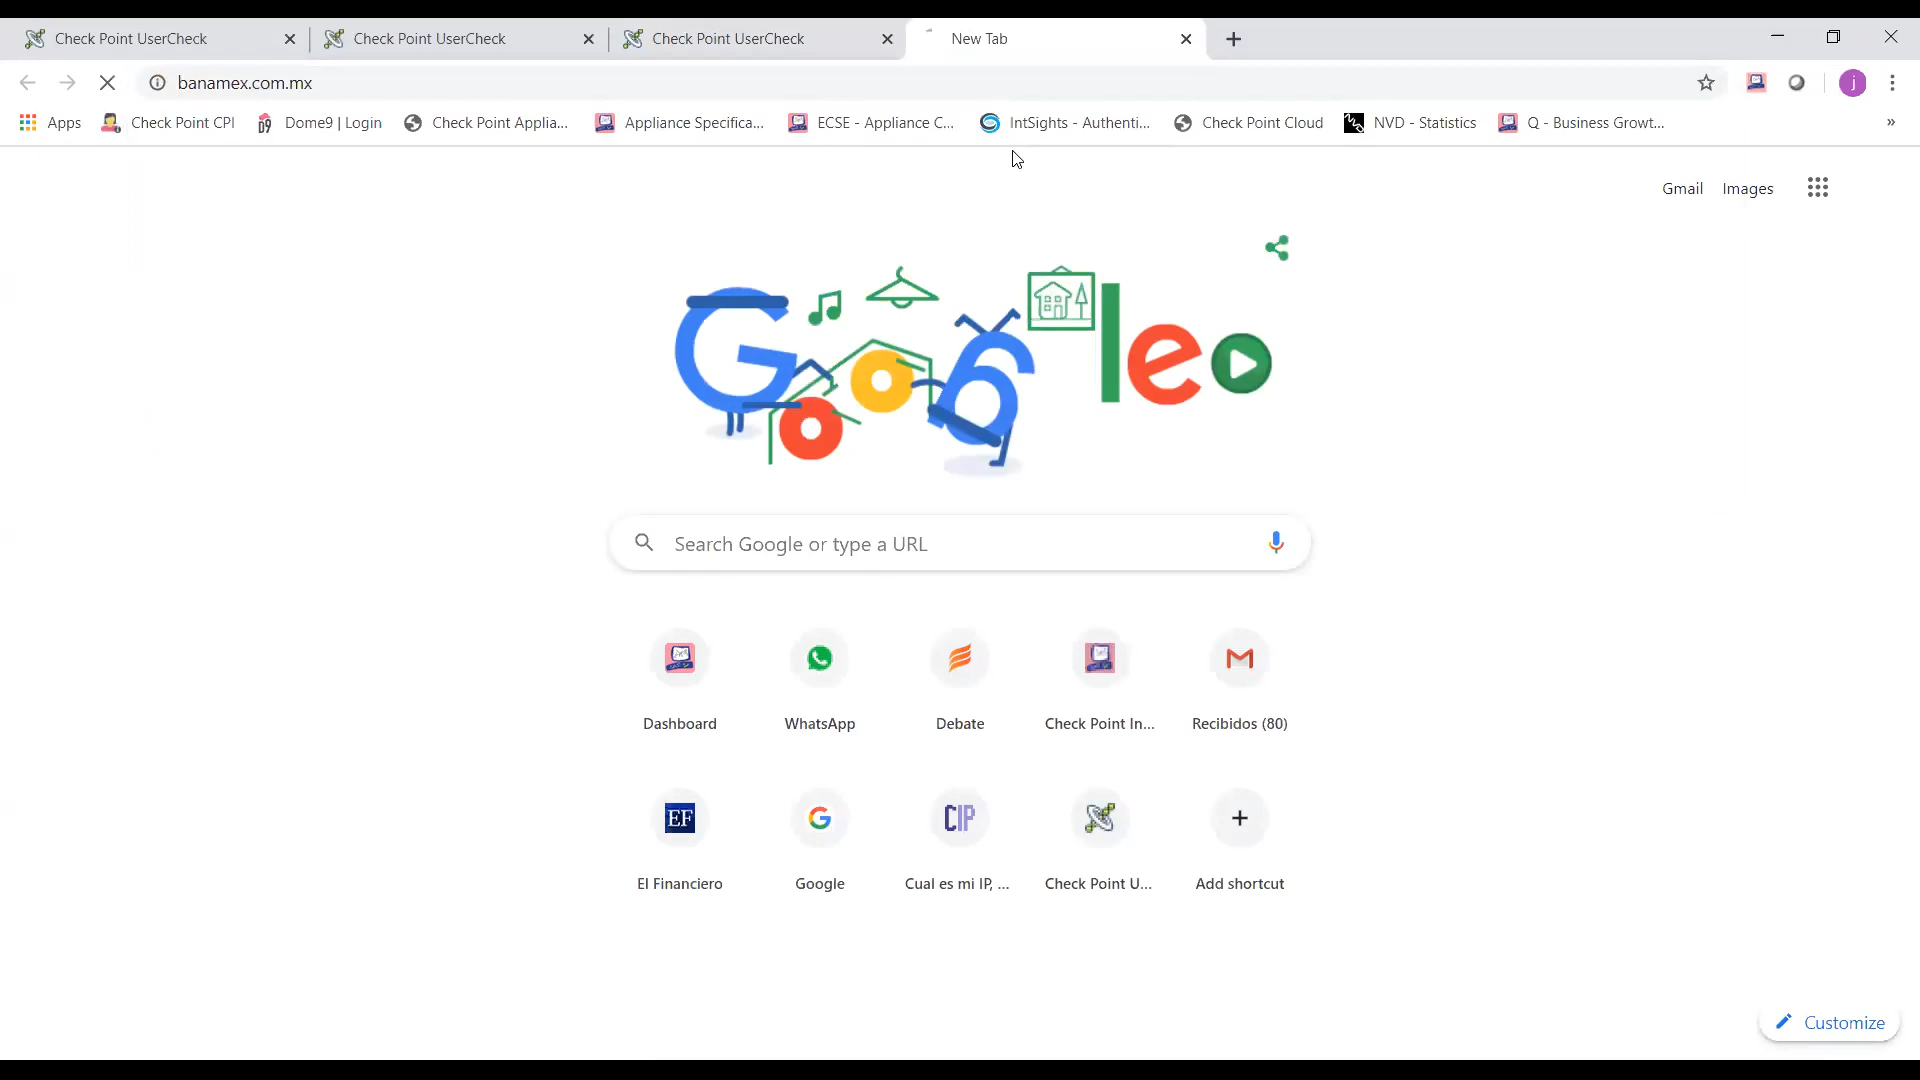 Check Point UserCheck
Check Point UserCheck
Check Point UserCheck
New Tab
banamex.com.mx
j
Apps
Check Point CPI
Dome9 | Login
Check Point Applia...
Appliance Specifica...
ECSE - Appliance C...
IntSights - Authenti...
Check Point Cloud
NVD - Statistics
Q - Business Growt...
»
Gmail
Images
Google
Search Google or type a URL
Dashboard
WhatsApp
Debate
Check Point In...
Recibidos (80)
EF
CIP
El Financiero
Google
Cual es mi IP, ...
Check Point U...
Add shortcut
Customize